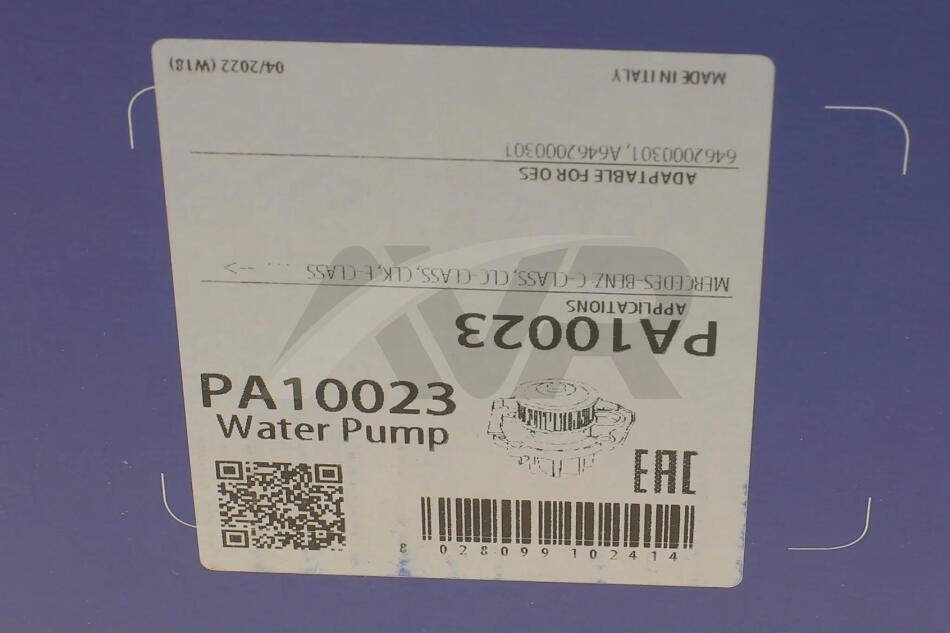 PA10023
Water Pump
EAC
8 028099 102414
PA10023
APPLICATIONS
MERCEDES-BENZ C-CLASS, CLC-CLASS, CLK, E-CLASS ... -->
ADAPTABLE FOR OES
6462000301, A6462000301
MADE IN ITALY 04/2022 (W18)
AVR